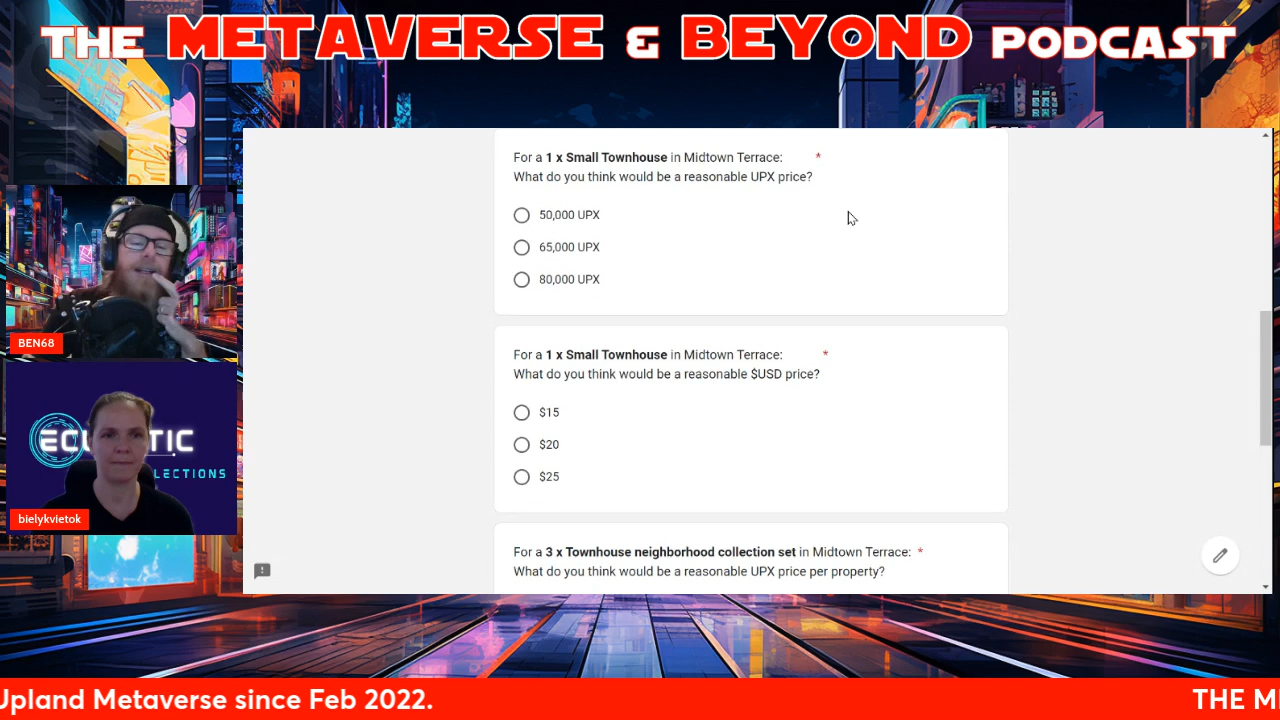 THE METAVERSE & BEYOND PODCAST
For a 1 x Small Townhouse in Midtown Terrace: *
What do you think would be a reasonable UPX price?
50,000 UPX
65,000 UPX
80,000 UPX
For a 1 x Small Townhouse in Midtown Terrace: *
What do you think would be a reasonable $USD price?
$15
$20
$25
For a 3 x Townhouse neighborhood collection set in Midtown Terrace: *
What do you think would be a reasonable UPX price per property?
BEN68
TIC
LECTIONS
bielykvietok
Upland Metaverse since Feb 2022.
THE M